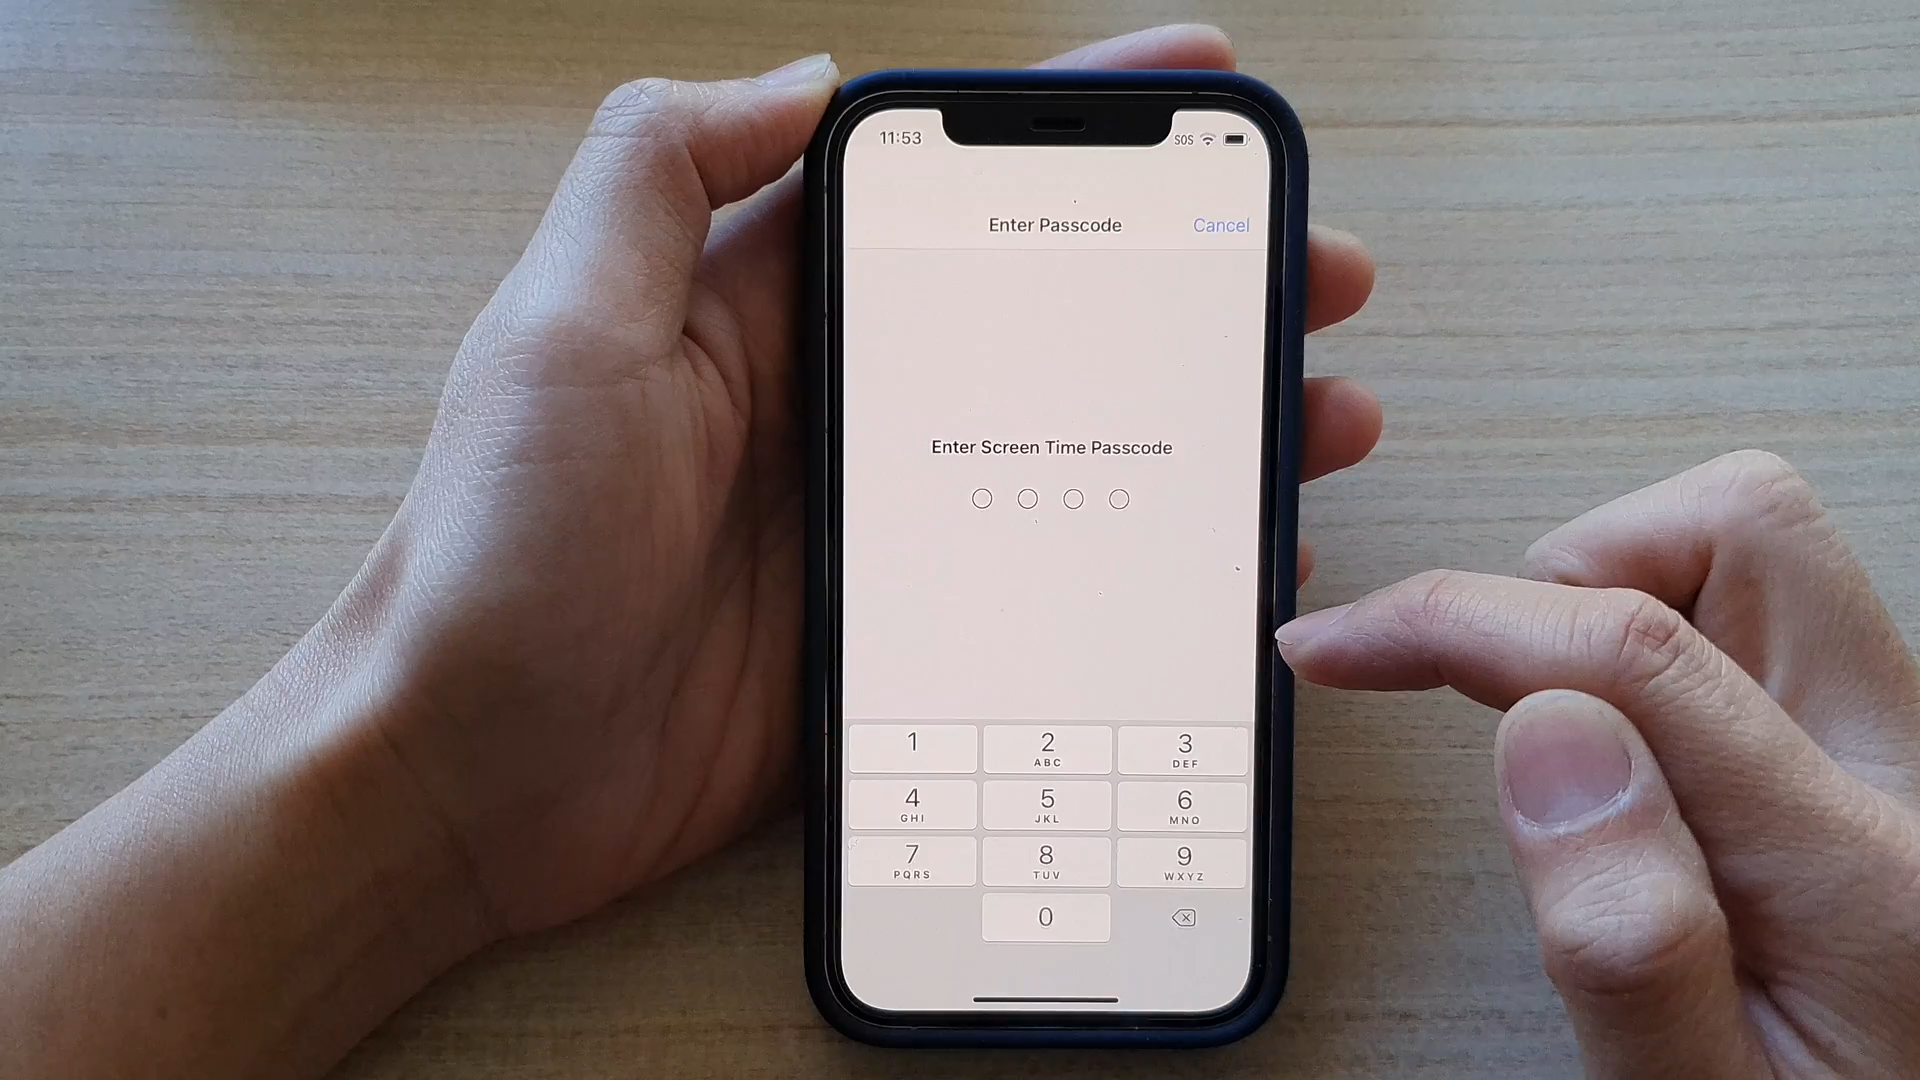 11:53 SOS
Enter Passcode Cancel
Enter Screen Time Passcode
1 2 3
ABC DEF
4 5 6
GHI JKL MNO
7 8 9
PQRS TUV WXYZ
0